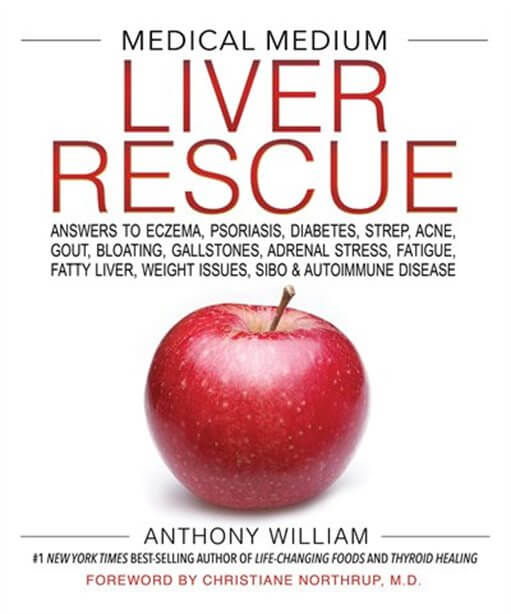 MEDICAL MEDIUM
LIVER
RESCUE
ANSWERS TO ECZEMA, PSORIASIS, DIABETES, STREP, ACNE,
GOUT, BLOATING, GALLSTONES, ADRENAL STRESS, FATIGUE,
FATTY LIVER, WEIGHT ISSUES, SIBO & AUTOIMMUNE DISEASE
ANTHONY WILLIAM
#1 NEW YORK TIMES BEST-SELLING AUTHOR OF LIFE-CHANGING FOODS AND THYROID HEALING
FOREWORD BY CHRISTIANE NORTHRUP, M.D.